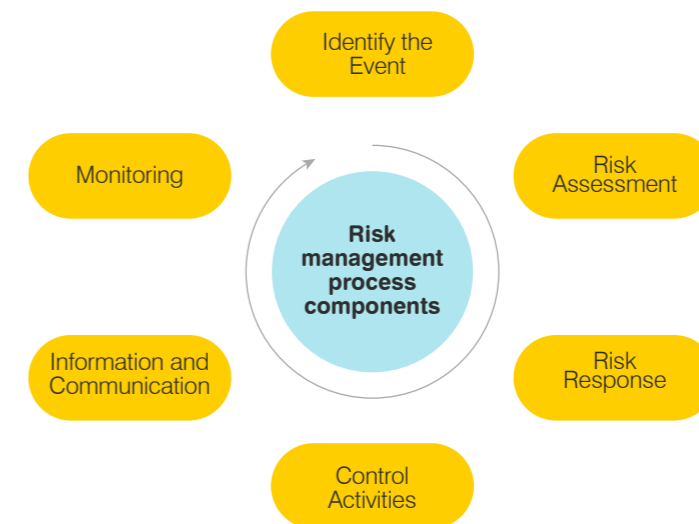 Identify the
Event
Monitoring
Risk
Assessment
Risk
management
process
components
Information and
Communication
Risk
Response
Control
Activities